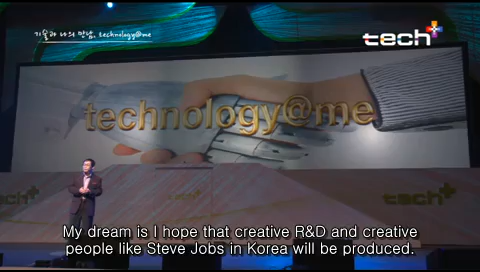 기술과 나의 만남, technology@me
tech+
technology@me
tech+
tech+
My dream is I hope that creative R&D and creative
people like Steve Jobs in Korea will be produced.